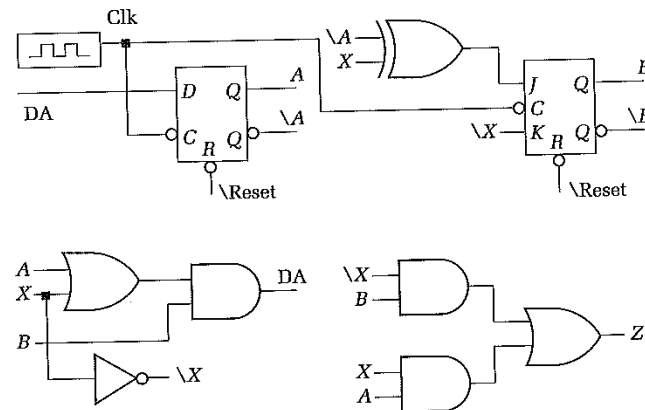 Clk
\A
X
DA
D
Q
A
C
Q
\A
R
\Reset
J
Q
C
\X
K
Q
R
\Reset
A
X
B
DA
\X
\X
B
X
A
Z